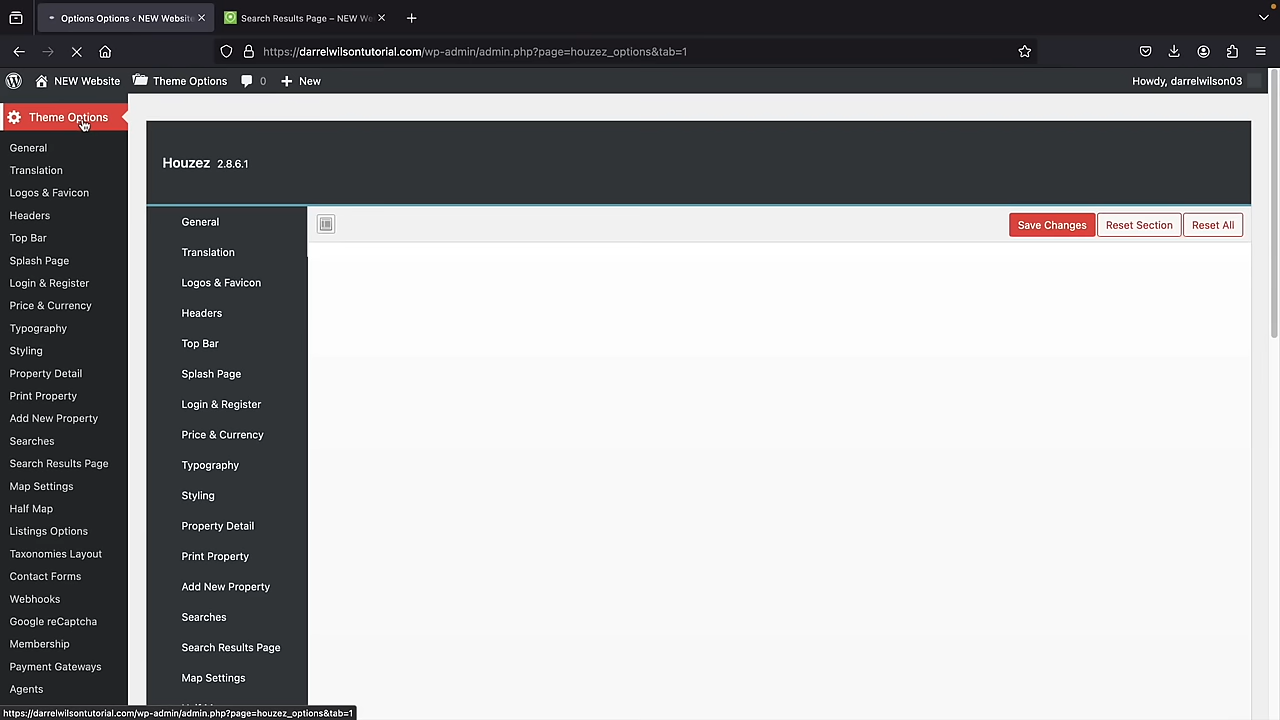 Options Options ‹ NEW Website
Search Results Page – NEW We
https://darrelwilsontutorial.com/wp-admin/admin.php?page=houzez_options&tab=1
NEW Website
Theme Options
0
New
Howdy, darrelwilson03
Theme Options
General
Translation
Logos & Favicon
Headers
Top Bar
Splash Page
Login & Register
Price & Currency
Typography
Styling
Property Detail
Print Property
Add New Property
Searches
Search Results Page
Map Settings
Half Map
Listings Options
Taxonomies Layout
Contact Forms
Webhooks
Google reCaptcha
Membership
Payment Gateways
Agents
Houzez 2.8.6.1
General
Translation
Logos & Favicon
Headers
Top Bar
Splash Page
Login & Register
Price & Currency
Typography
Styling
Property Detail
Print Property
Add New Property
Searches
Search Results Page
Map Settings
Save Changes
Reset Section
Reset All
https://darrelwilsontutorial.com/wp-admin/admin.php?page=houzez_options&tab=1